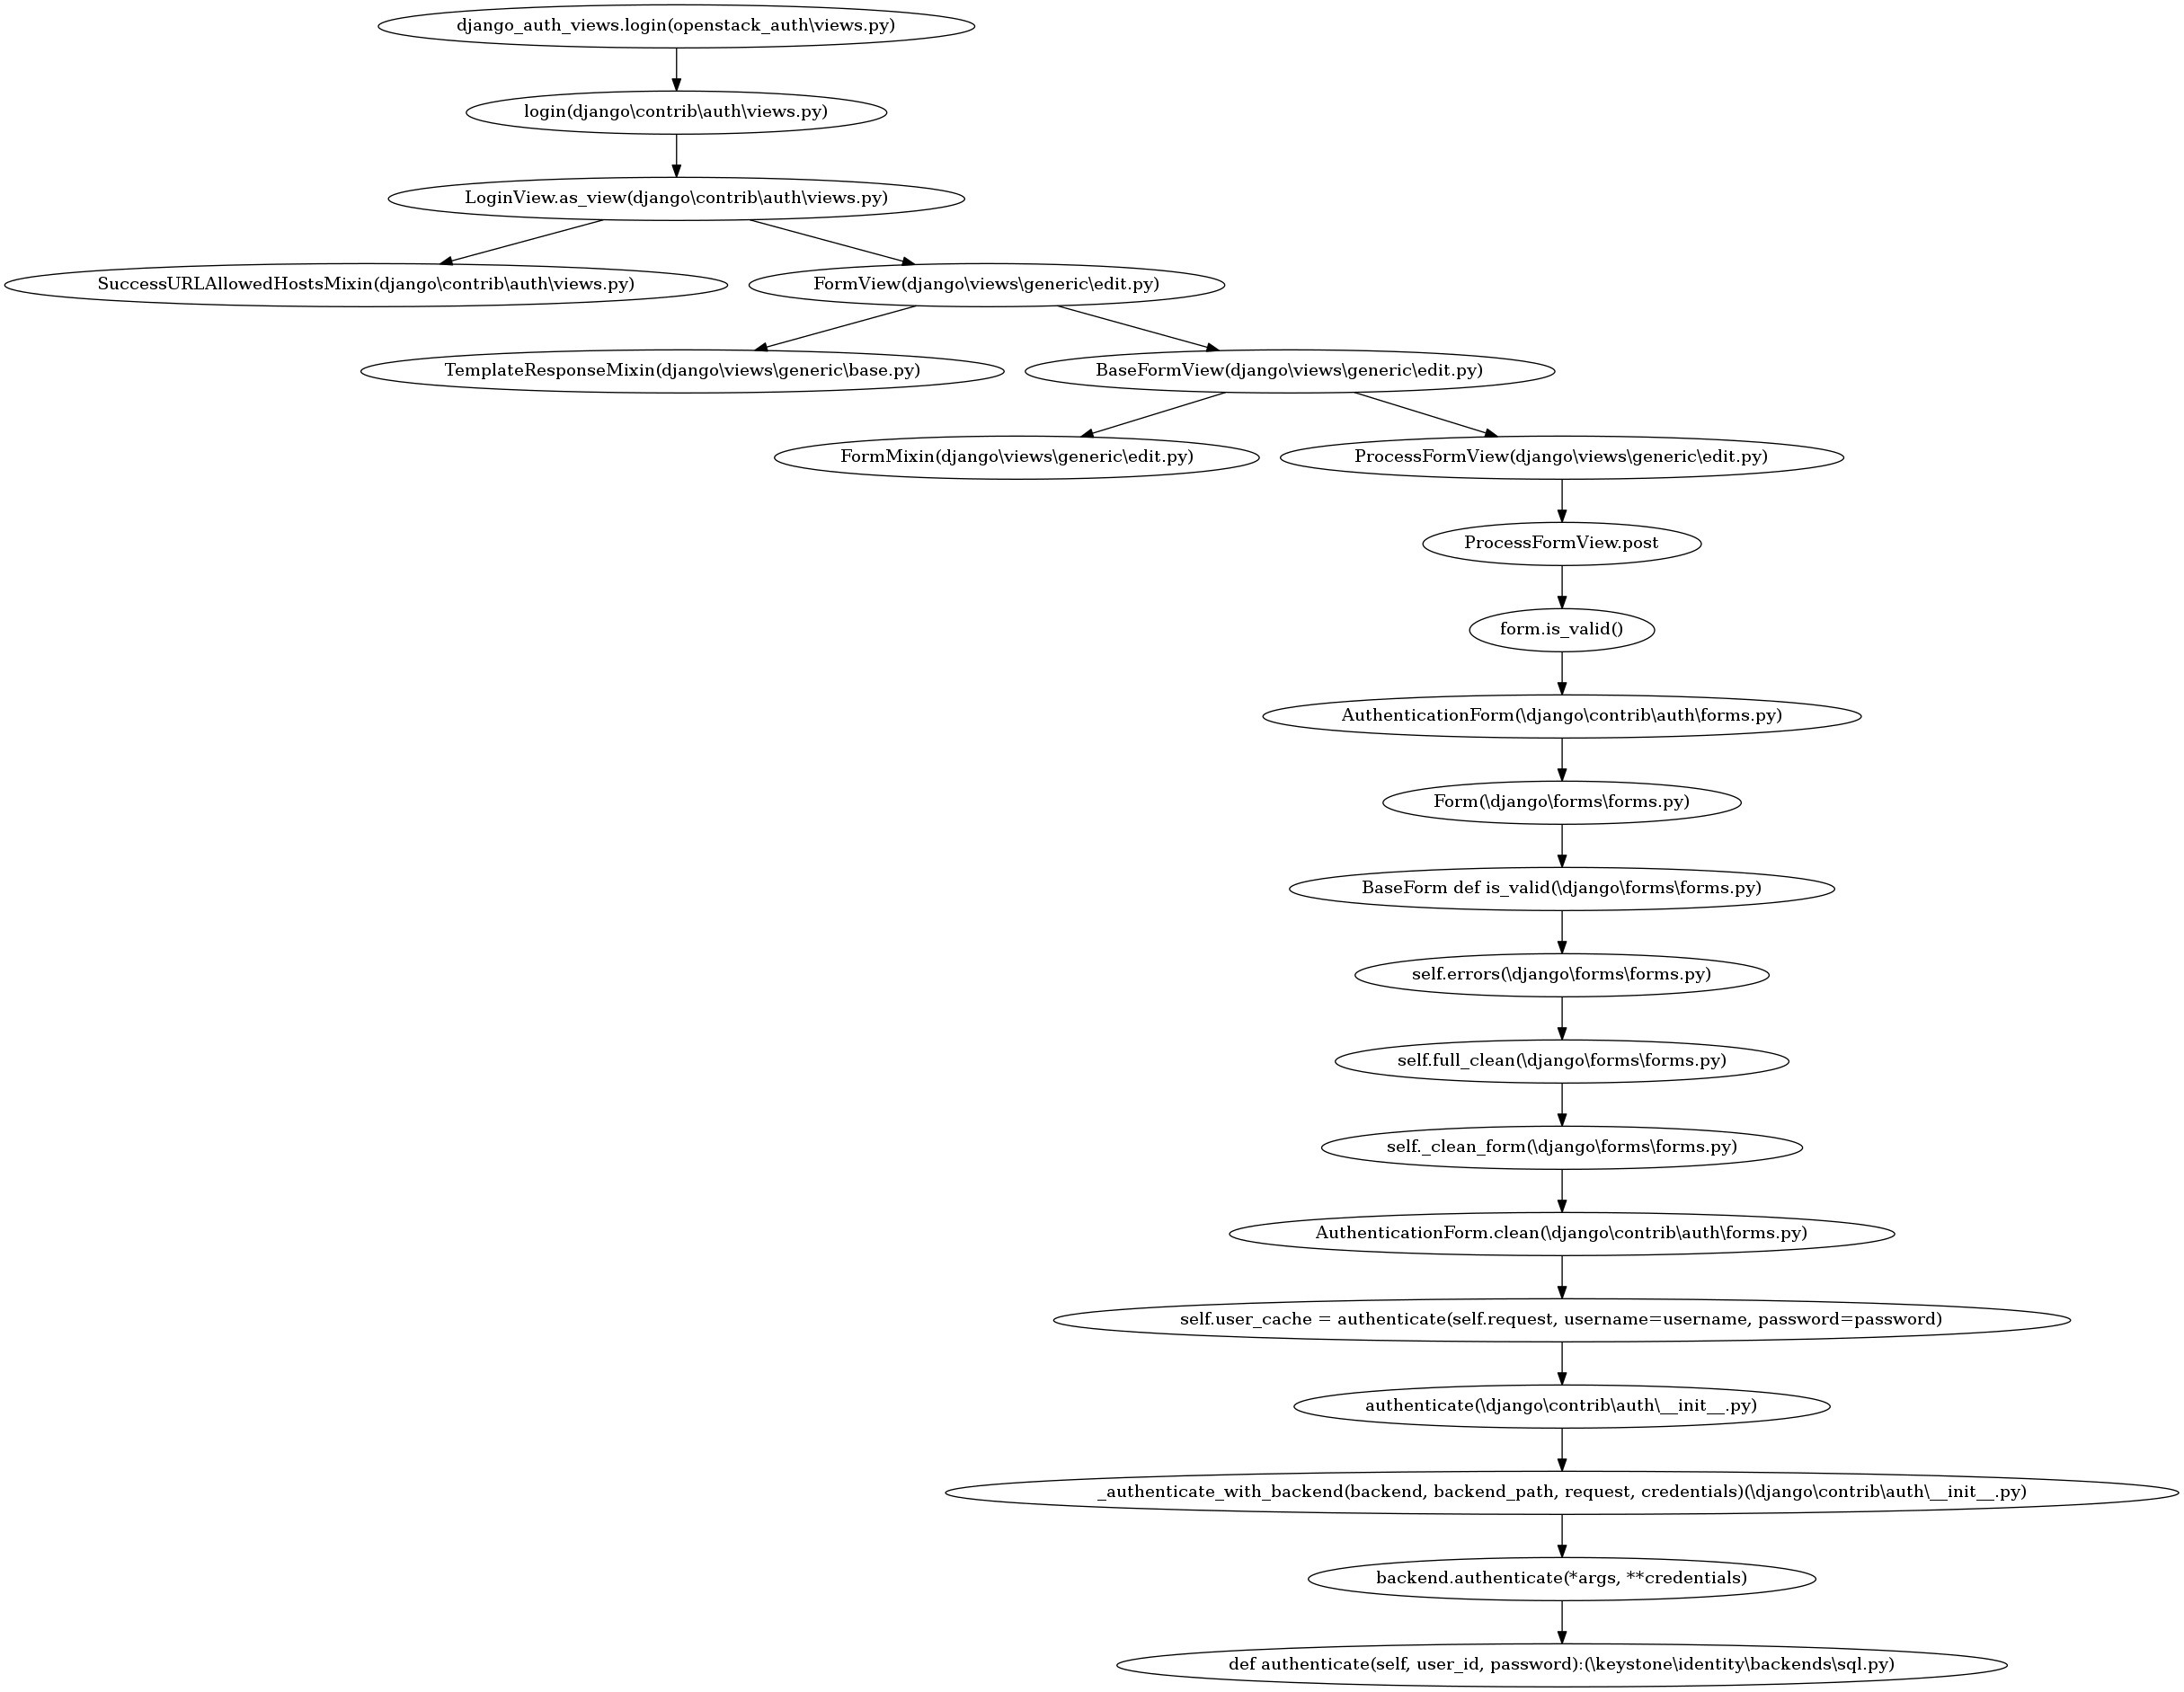 django_auth_views.login(openstack_auth\views.py)
login(django\contrib\auth\views.py)
LoginView.as_view(django\contrib\auth\views.py)
SuccessURLAllowedHostsMixin(django\contrib\auth\views.py)
FormView(django\views\generic\edit.py)
TemplateResponseMixin(django\views\generic\base.py)
BaseFormView(django\views\generic\edit.py)
FormMixin(django\views\generic\edit.py)
ProcessFormView(django\views\generic\edit.py)
ProcessFormView.post
form.is_valid()
AuthenticationForm(\django\contrib\auth\forms.py)
Form(\django\forms\forms.py)
BaseForm def is_valid(\django\forms\forms.py)
self.errors(\django\forms\forms.py)
self.full_clean(\django\forms\forms.py)
self._clean_form(\django\forms\forms.py)
AuthenticationForm.clean(\django\contrib\auth\forms.py)
self.user_cache = authenticate(self.request, username=username, password=password)
authenticate(\django\contrib\auth\__init__.py)
_authenticate_with_backend(backend, backend_path, request, credentials)(\django\contrib\auth\__init__.py)
backend.authenticate(*args, **credentials)
def authenticate(self, user_id, password):(\keystone\identity\backends\sql.py)